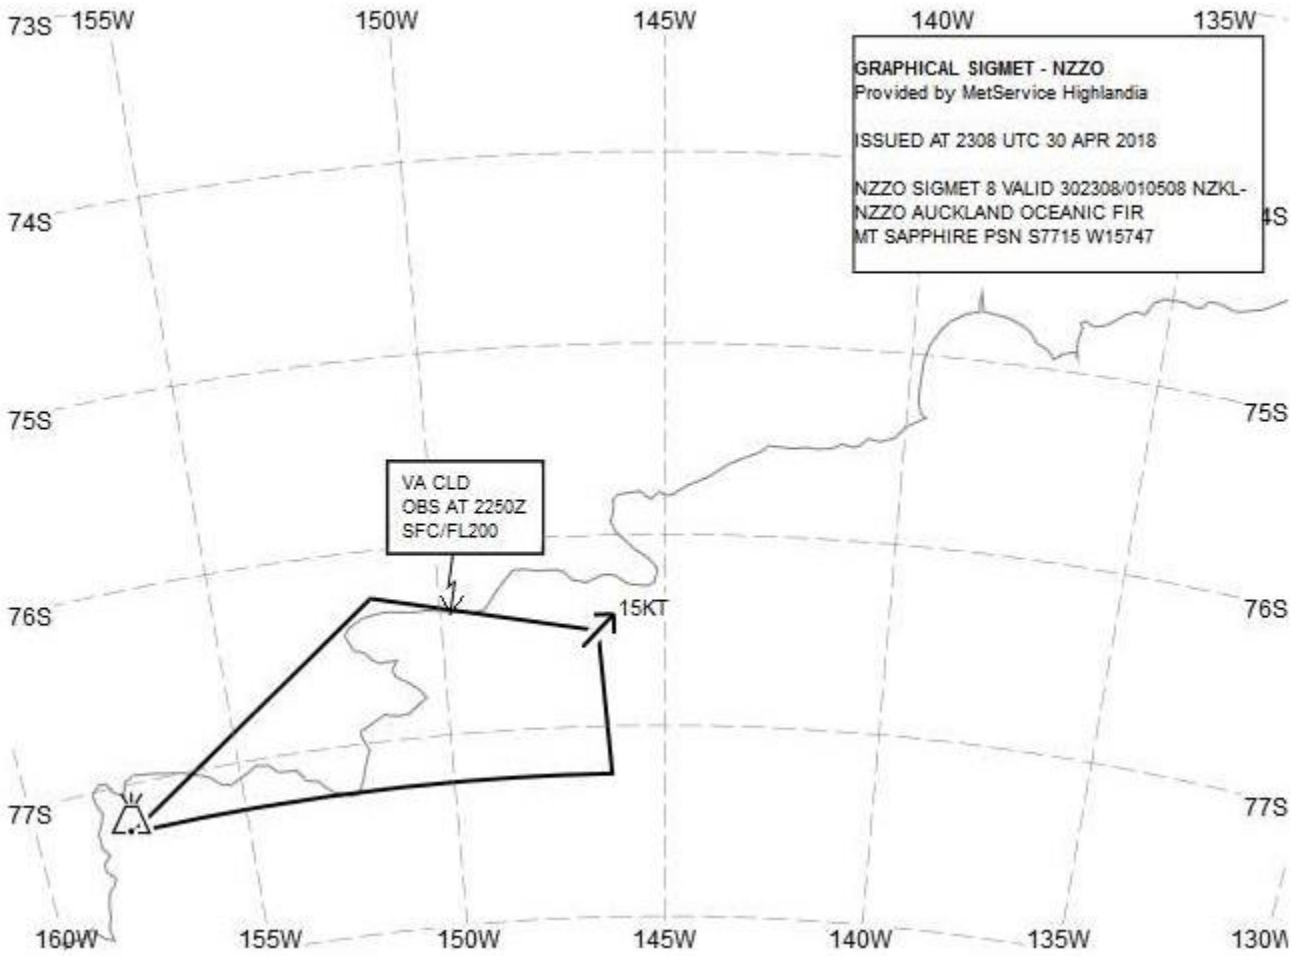 73S 155W 150W 145W 140W 135W
GRAPHICAL SIGMET - NZZO
Provided by MetService Highlandia
ISSUED AT 2308 UTC 30 APR 2018
NZZO SIGMET 8 VALID 302308/010508 NZKL-
NZZO AUCKLAND OCEANIC FIR
MT SAPPHIRE PSN S7715 W15747
74S 4S
75S 75S
VA CLD
OBS AT 2250Z
SFC/FL200
76S 15KT 76S
77S 77S
160W 155W 150W 145W 140W 135W 130W